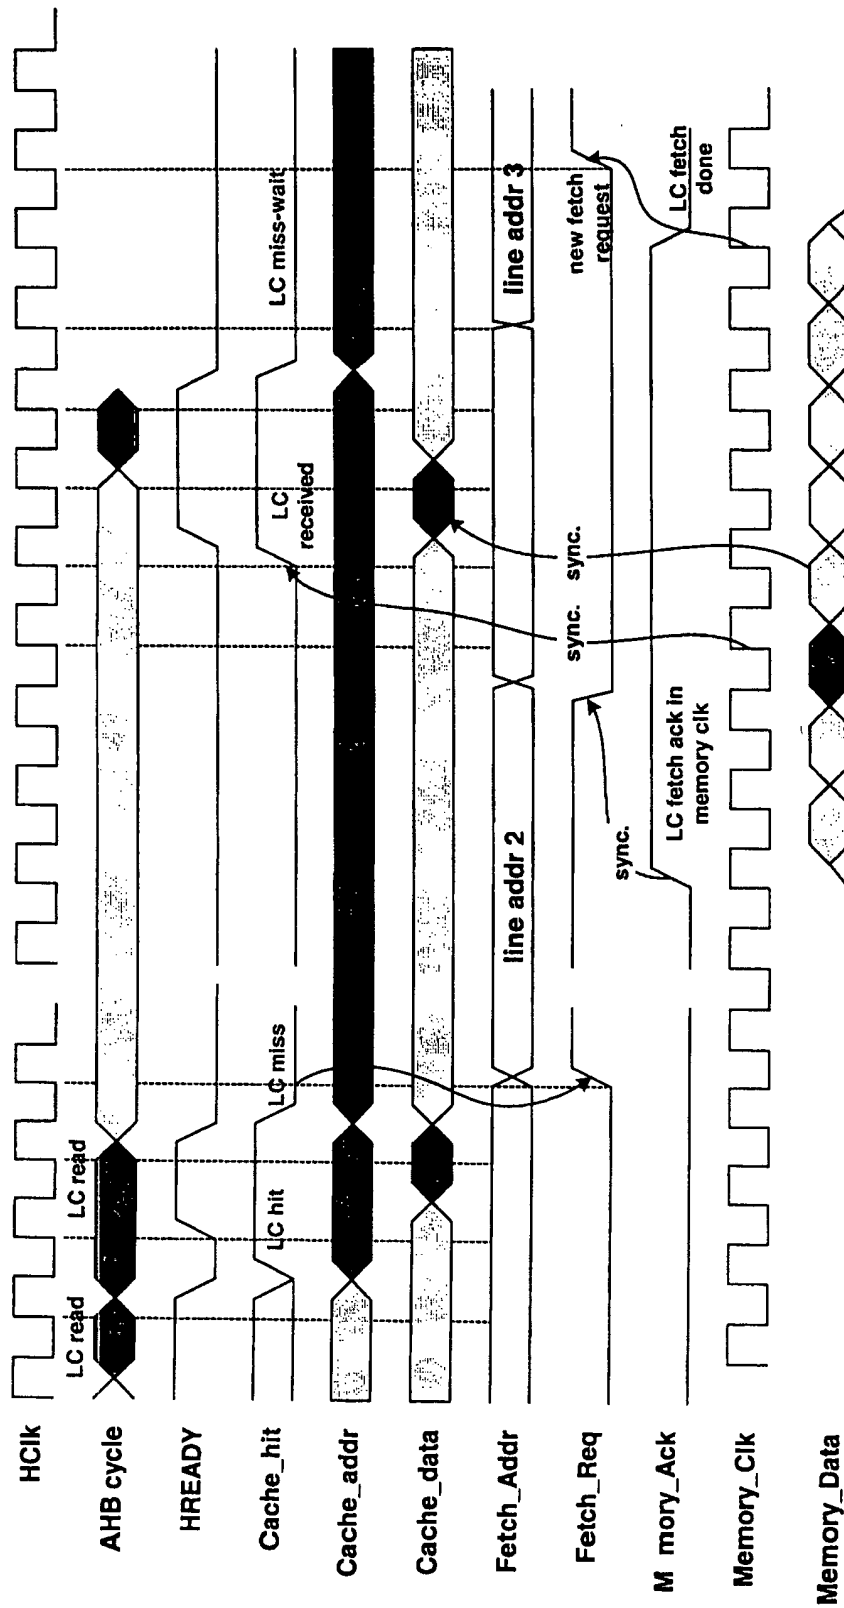 HClk
AHB cycle
LC read
LC read
HREADY
Cache_hit
LC hit
LC miss
LC
received
LC miss-wait
Cache_addr
Cache_data
Fetch_Addr
line addr 2
line addr 3
Fetch_Req
sync.
sync.
sync.
new fetch
request
M mory_Ack
LC fetch ack in
memory clk
LC fetch
done
Memory_Clk
Memory_Data